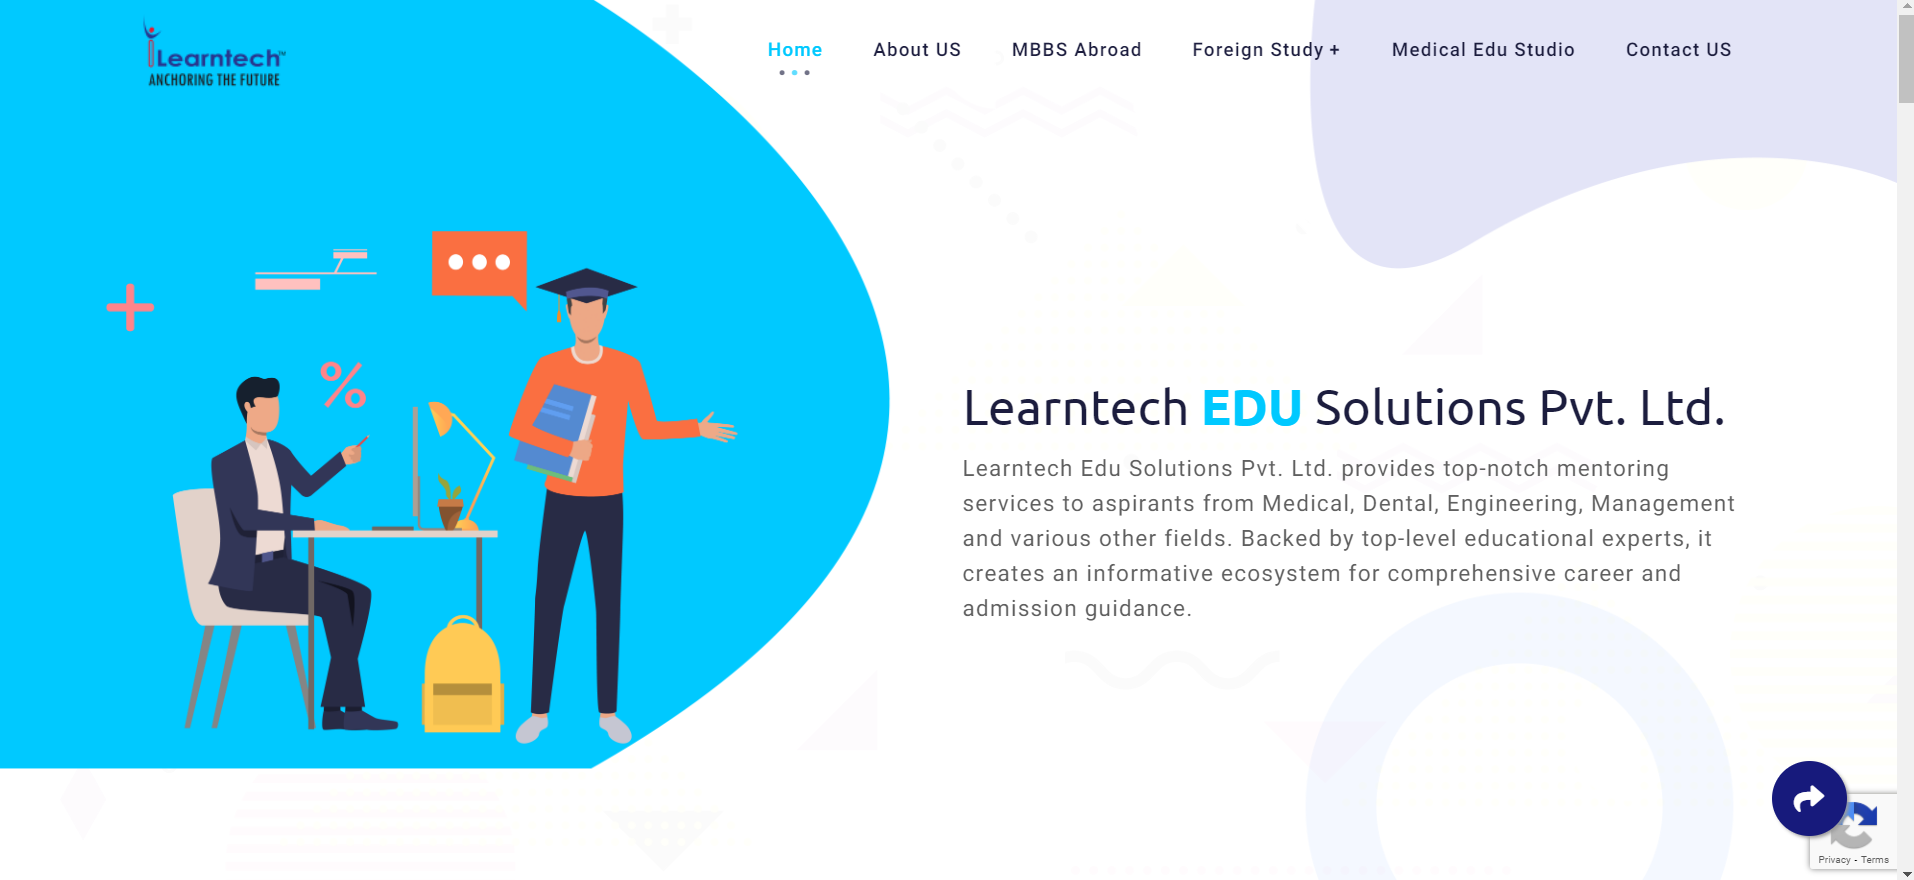 Learntech™
ANCHORING THE FUTURE
Home
About US
MBBS Abroad
Foreign Study +
Medical Edu Studio
Contact US
%
Learntech EDU Solutions Pvt. Ltd.
Learntech Edu Solutions Pvt. Ltd. provides top-notch mentoring
services to aspirants from Medical, Dental, Engineering, Management
and various other fields. Backed by top-level educational experts, it
creates an informative ecosystem for comprehensive career and
admission guidance.
Privacy - Terms